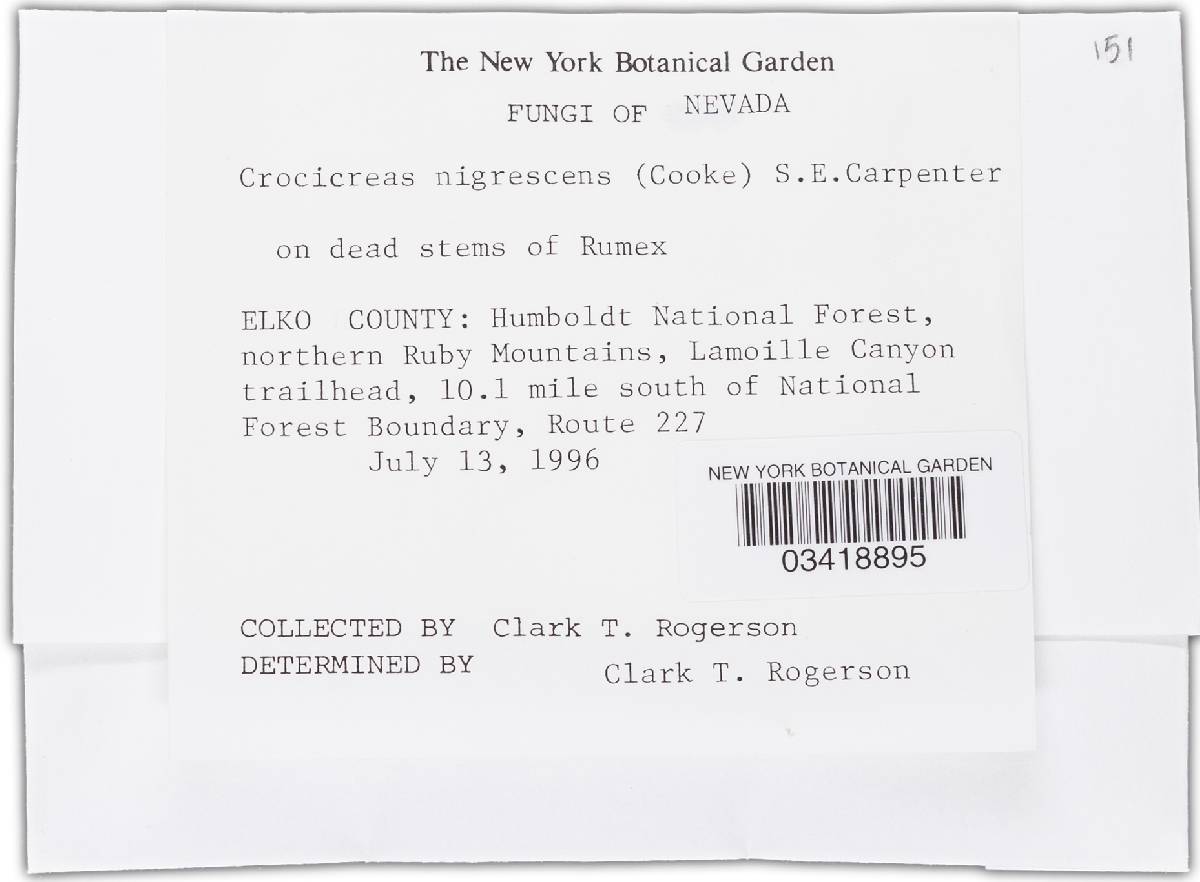 151
The New York Botanical Garden
FUNGI OF NEVADA
Crocicreas nigrescens (Cooke) S.E.Carpenter
on dead stems of Rumex
ELKO COUNTY: Humboldt National Forest,
northern Ruby Mountains, Lamoille Canyon
trailhead, 10.1 mile south of National
Forest Boundary, Route 227
July 13, 1996
NEW YORK BOTANICAL GARDEN
03418895
COLLECTED BY Clark T. Rogerson
DETERMINED BY Clark T. Rogerson